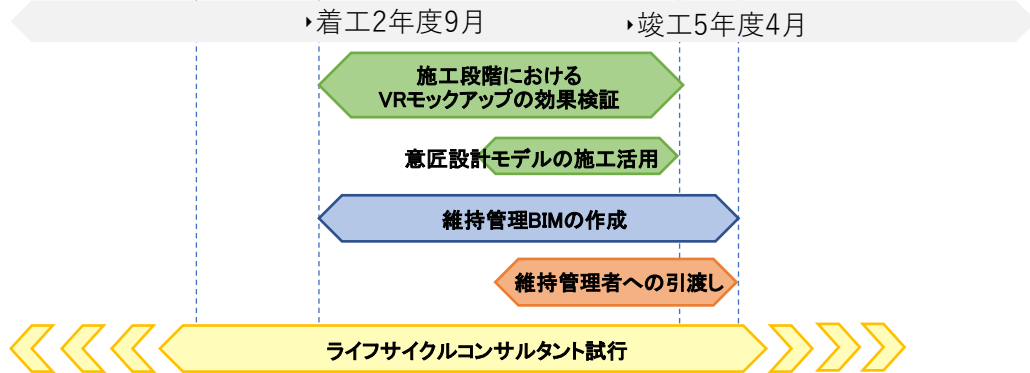 着工2年度9月
竣工5年度4月
施工段階における
VRモックアップの効果検証
意匠設計モデルの施工活用
維持管理BIMの作成
維持管理者への引渡し
ライフサイクルコンサルタント試行